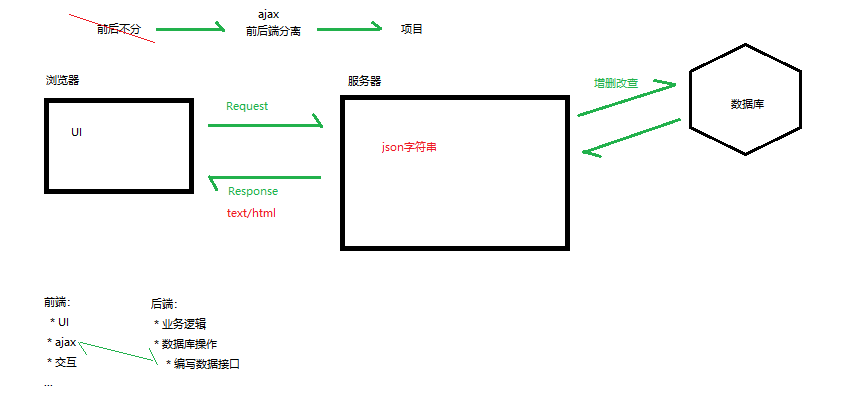 ajax
前后不分
前后端分离
项目
浏览器
服务器
增删改查
数据库
Request
UI
json字符串
Response
text/html
前端：
* UI
* ajax
* 交互
...
后端：
* 业务逻辑
* 数据库操作
* 编写数据接口